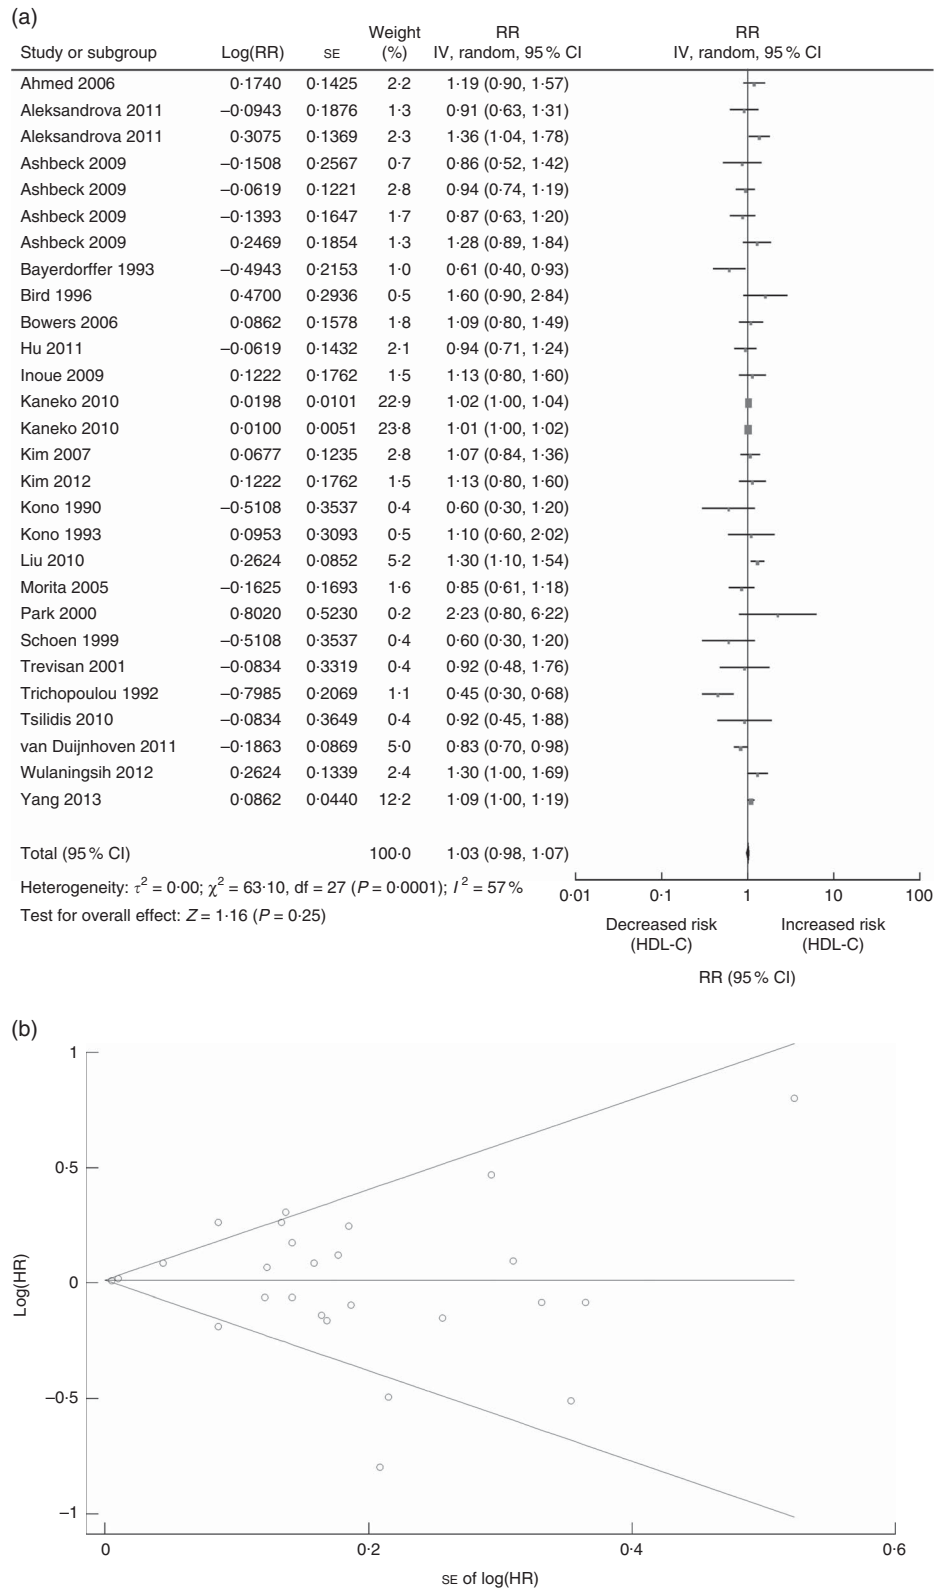 (a)
Weight RR RR
Study or subgroup Log(RR) SE (%) IV, random, 95 % CI IV, random, 95 % CI
Ahmed 2006 0·1740 0·1425 2·2 1·19 (0·90, 1·57)
Aleksandrova 2011 –0·0943 0·1876 1·3 0·91 (0·63, 1·31)
Aleksandrova 2011 0·3075 0·1369 2·3 1·36 (1·04, 1·78)
Ashbeck 2009 –0·1508 0·2567 0·7 0·86 (0·52, 1·42)
Ashbeck 2009 –0·0619 0·1221 2·8 0·94 (0·74, 1·19)
Ashbeck 2009 –0·1393 0·1647 1·7 0·87 (0·63, 1·20)
Ashbeck 2009 0·2469 0·1854 1·3 1·28 (0·89, 1·84)
Bayerdorffer 1993 –0·4943 0·2153 1·0 0·61 (0·40, 0·93)
Bird 1996 0·4700 0·2936 0·5 1·60 (0·90, 2·84)
Bowers 2006 0·0862 0·1578 1·8 1·09 (0·80, 1·49)
Hu 2011 –0·0619 0·1432 2·1 0·94 (0·71, 1·24)
Inoue 2009 0·1222 0·1762 1·5 1·13 (0·80, 1·60)
Kaneko 2010 0·0198 0·0101 22·9 1·02 (1·00, 1·04)
Kaneko 2010 0·0100 0·0051 23·8 1·01 (1·00, 1·02)
Kim 2007 0·0677 0·1235 2·8 1·07 (0·84, 1·36)
Kim 2012 0·1222 0·1762 1·5 1·13 (0·80, 1·60)
Kono 1990 –0·5108 0·3537 0·4 0·60 (0·30, 1·20)
Kono 1993 0·0953 0·3093 0·5 1·10 (0·60, 2·02)
Liu 2010 0·2624 0·0852 5·2 1·30 (1·10, 1·54)
Morita 2005 –0·1625 0·1693 1·6 0·85 (0·61, 1·18)
Park 2000 0·8020 0·5230 0·2 2·23 (0·80, 6·22)
Schoen 1999 –0·5108 0·3537 0·4 0·60 (0·30, 1·20)
Trevisan 2001 –0·0834 0·3319 0·4 0·92 (0·48, 1·76)
Trichopoulou 1992 –0·7985 0·2069 1·1 0·45 (0·30, 0·68)
Tsilidis 2010 –0·0834 0·3649 0·4 0·92 (0·45, 1·88)
van Duijnhoven 2011 –0·1863 0·0869 5·0 0·83 (0·70, 0·98)
Wulaningsih 2012 0·2624 0·1339 2·4 1·30 (1·00, 1·69)
Yang 2013 0·0862 0·0440 12·2 1·09 (1·00, 1·19)
Total (95 % CI) 100·0 1·03 (0·98, 1·07)
Heterogeneity: τ² = 0·00; χ² = 63·10, df = 27 (P = 0·0001); I² = 57 %
Test for overall effect: Z = 1·16 (P = 0·25)
0·01 0·1 1 10 100
Decreased risk Increased risk
(HDL-C) (HDL-C)
RR (95 % CI)
(b)
1
0·5
0
–0·5
–1
Log(HR)
0 0·2 0·4 0·6
SE of log(HR)